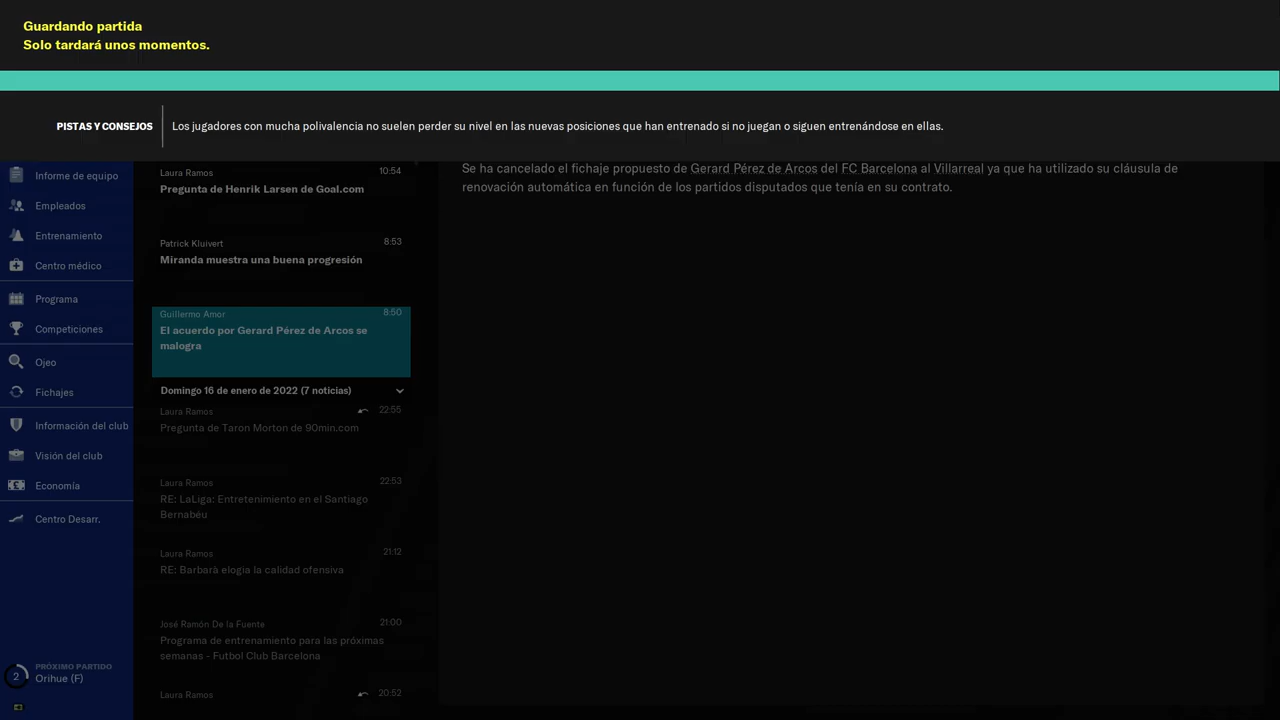 Guardando partida
Solo tardará unos momentos.
PISTAS Y CONSEJOS
Los jugadores con mucha polivalencia no suelen perder su nivel en las nuevas posiciones que han entrenado si no juegan o siguen entrenándose en ellas.
Informe de equipo
Empleados
Entrenamiento
Centro médico
Programa
Competiciones
Ojeo
Fichajes
Información del club
Visión del club
Economía
Centro Desarr.
PRÓXIMO PARTIDO
2
Orihue (F)
Laura Ramos 10:54
Pregunta de Henrik Larsen de Goal.com
Patrick Kluivert 8:53
Miranda muestra una buena progresión
Guillermo Amor 8:50
El acuerdo por Gerard Pérez de Arcos se
malogra
Domingo 16 de enero de 2022 (7 noticias)
Laura Ramos 22:55
Pregunta de Taron Morton de 90min.com
Laura Ramos 22:53
RE: LaLiga: Entretenimiento en el Santiago
Bernabéu
Laura Ramos 21:12
RE: Barbarà elogia la calidad ofensiva
José Ramón De la Fuente 21:00
Programa de entrenamiento para las próximas
semanas - Futbol Club Barcelona
Laura Ramos 20:52
Se ha cancelado el fichaje propuesto de Gerard Pérez de Arcos del FC Barcelona al Villarreal ya que ha utilizado su cláusula de
renovación automática en función de los partidos disputados que tenía en su contrato.